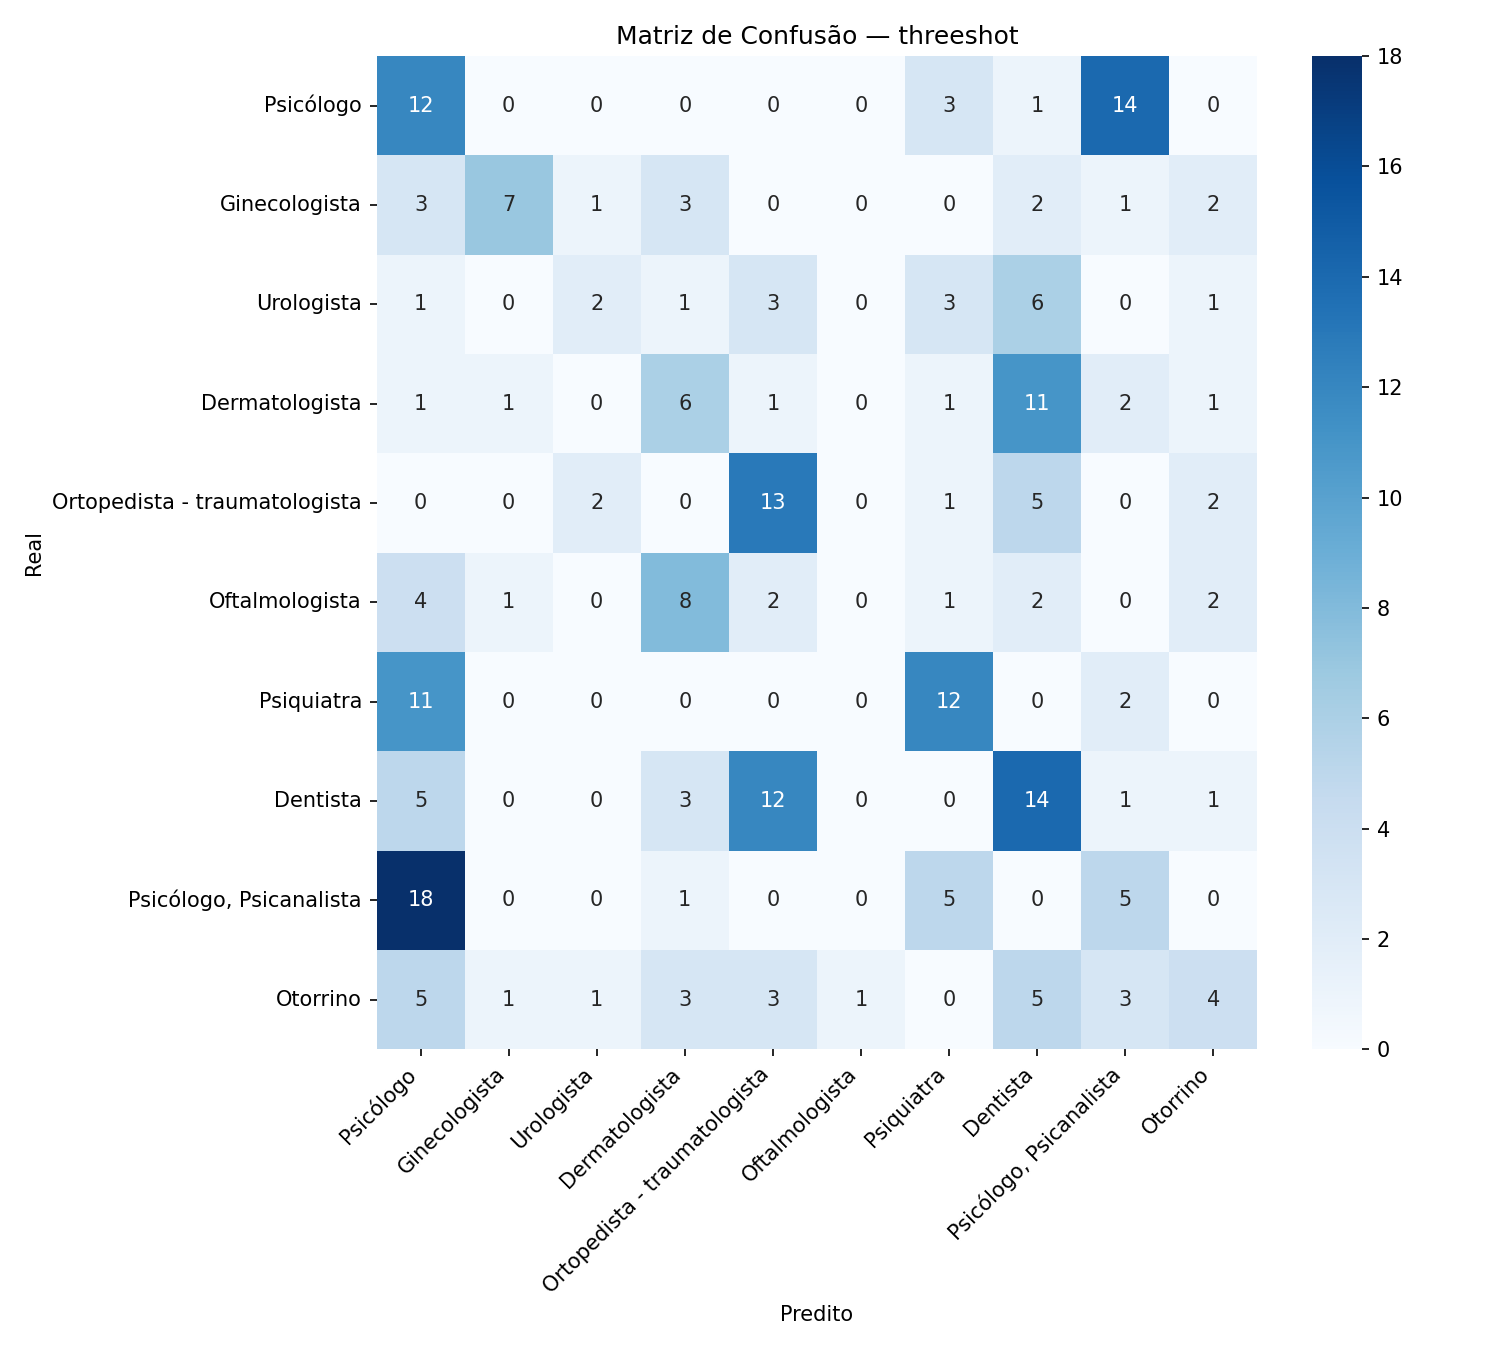 Matriz de Confusão — threeshot
Psicólogo 12 0 0 0 0 0 3 1 14 0
Ginecologista 3 7 1 3 0 0 0 2 1 2
Urologista 1 0 2 1 3 0 3 6 0 1
Dermatologista 1 1 0 6 1 0 1 11 2 1
Ortopedista - traumatologista 0 0 2 0 13 0 1 5 0 2
Oftalmologista 4 1 0 8 2 0 1 2 0 2
Psiquiatra 11 0 0 0 0 0 12 0 2 0
Dentista 5 0 0 3 12 0 0 14 1 1
Psicólogo, Psicanalista 18 0 0 1 0 0 5 0 5 0
Otorrino 5 1 1 3 3 1 0 5 3 4
Real
Psicólogo
Ginecologista
Urologista
Dermatologista
Ortopedista - traumatologista
Oftalmologista
Psiquiatra
Dentista
Psicólogo, Psicanalista
Otorrino
Predito
18
16
14
12
10
8
6
4
2
0